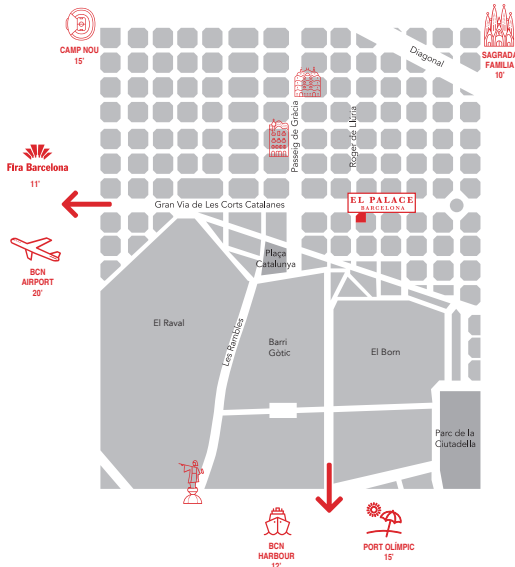 CAMP NOU
15'
Diagonal
SAGRADA
FAMILIA
10'
Passeig de Gràcia
Roger de Llúria
Fira Barcelona
11'
Gran Via de Les Corts Catalanes
EL PALACE
BARCELONA
BCN
AIRPORT
20'
Plaça
Catalunya
El Raval
Les Rambles
Barri
Gòtic
El Born
Parc de la
Ciutadella
BCN
HARBOUR
12'
PORT OLÍMPIC
15'